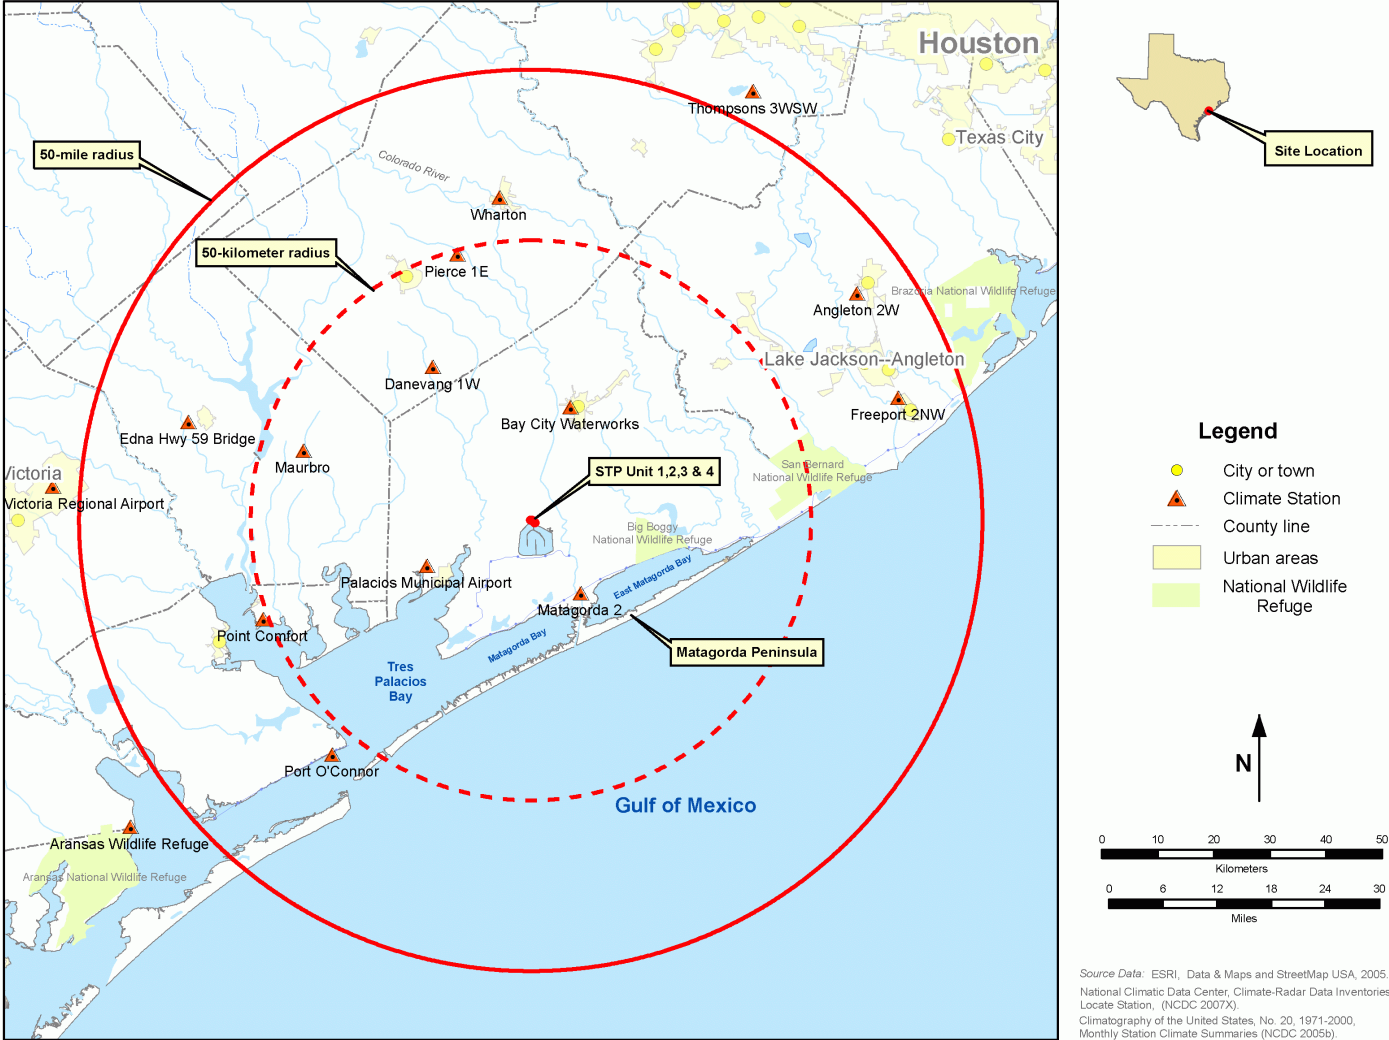 Houston
Thompsons 3WSW
Texas City
Site Location
50-mile radius
Colorado River
Wharton
50-kilometer radius
Pierce 1E
Brazoria National Wildlife Refuge
Angleton 2W
Lake Jackson--Angleton
Danevang 1W
Freeport 2NW
Bay City Waterworks
Edna Hwy 59 Bridge
Maurbro
STP Unit 1,2,3 & 4
San Bernard
National Wildlife Refuge
Victoria
Victoria Regional Airport
Big Boggy
National Wildlife Refuge
Palacios Municipal Airport
East Matagorda Bay
Matagorda 2
Point Comfort
Matagorda Bay
Matagorda Peninsula
Tres
Palacios
Bay
Port O'Connor
Gulf of Mexico
Aransas Wildlife Refuge
Aransas National Wildlife Refuge
Legend
City or town
Climate Station
County line
Urban areas
National Wildlife
Refuge
N
0 10 20 30 40 50
Kilometers
0 6 12 18 24 30
Miles
Source Data: ESRI, Data & Maps and StreetMap USA, 2005.
National Climatic Data Center, Climate-Radar Data Inventories
Locate Station, (NCDC 2007X).
Climatography of the United States, No. 20, 1971-2000,
Monthly Station Climate Summaries (NCDC 2005b).